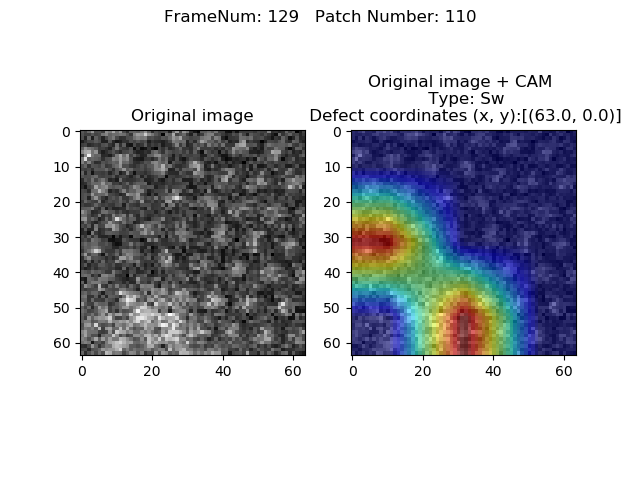 FrameNum: 129   Patch Number: 110
Original image
Original image + CAM
Type: Sw
Defect coordinates (x, y):[(63.0, 0.0)]
0
10
20
30
40
50
60
0 20 40 60
0
10
20
30
40
50
60
0 20 40 60